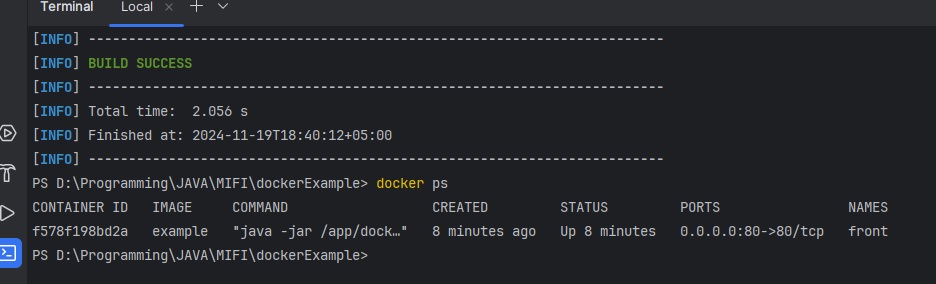 Terminal Local × +
[INFO] ------------------------------------------------------------------------
[INFO] BUILD SUCCESS
[INFO] ------------------------------------------------------------------------
[INFO] Total time:  2.056 s
[INFO] Finished at: 2024-11-19T18:40:12+05:00
[INFO] ------------------------------------------------------------------------
PS D:\Programming\JAVA\MIFI\dockerExample> docker ps
CONTAINER ID   IMAGE     COMMAND                  CREATED         STATUS         PORTS                NAMES
f578f198bd2a   example   "java -jar /app/dock…"   8 minutes ago   Up 8 minutes   0.0.0.0:80->80/tcp   front
PS D:\Programming\JAVA\MIFI\dockerExample>